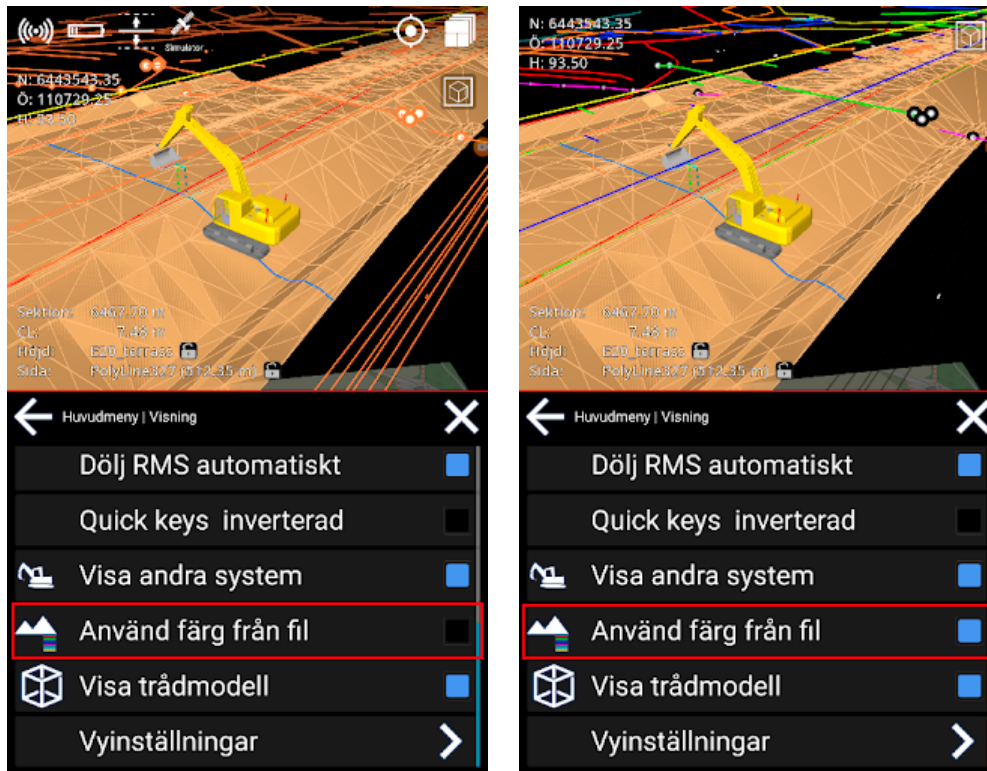 Simulator
N: 6443543.35
Ö: 110729.25
H: 93.50
Sektion: 6467.70 m
CL: 7.48 m
Höjd: E20_terrass
Sida: PolyLine327 (512.35 m)
Huvudmeny | Visning
Dölj RMS automatiskt
Quick keys inverterad
Visa andra system
Använd färg från fil
Visa trådmodell
Vyinställningar
N: 6443543.35
Ö: 110729.25
H: 93.50
Sektion: 6467.70 m
CL: 7.48 m
Höjd: E20_terrass
Sida: PolyLine327 (512.35 m)
Huvudmeny | Visning
Dölj RMS automatiskt
Quick keys inverterad
Visa andra system
Använd färg från fil
Visa trådmodell
Vyinställningar